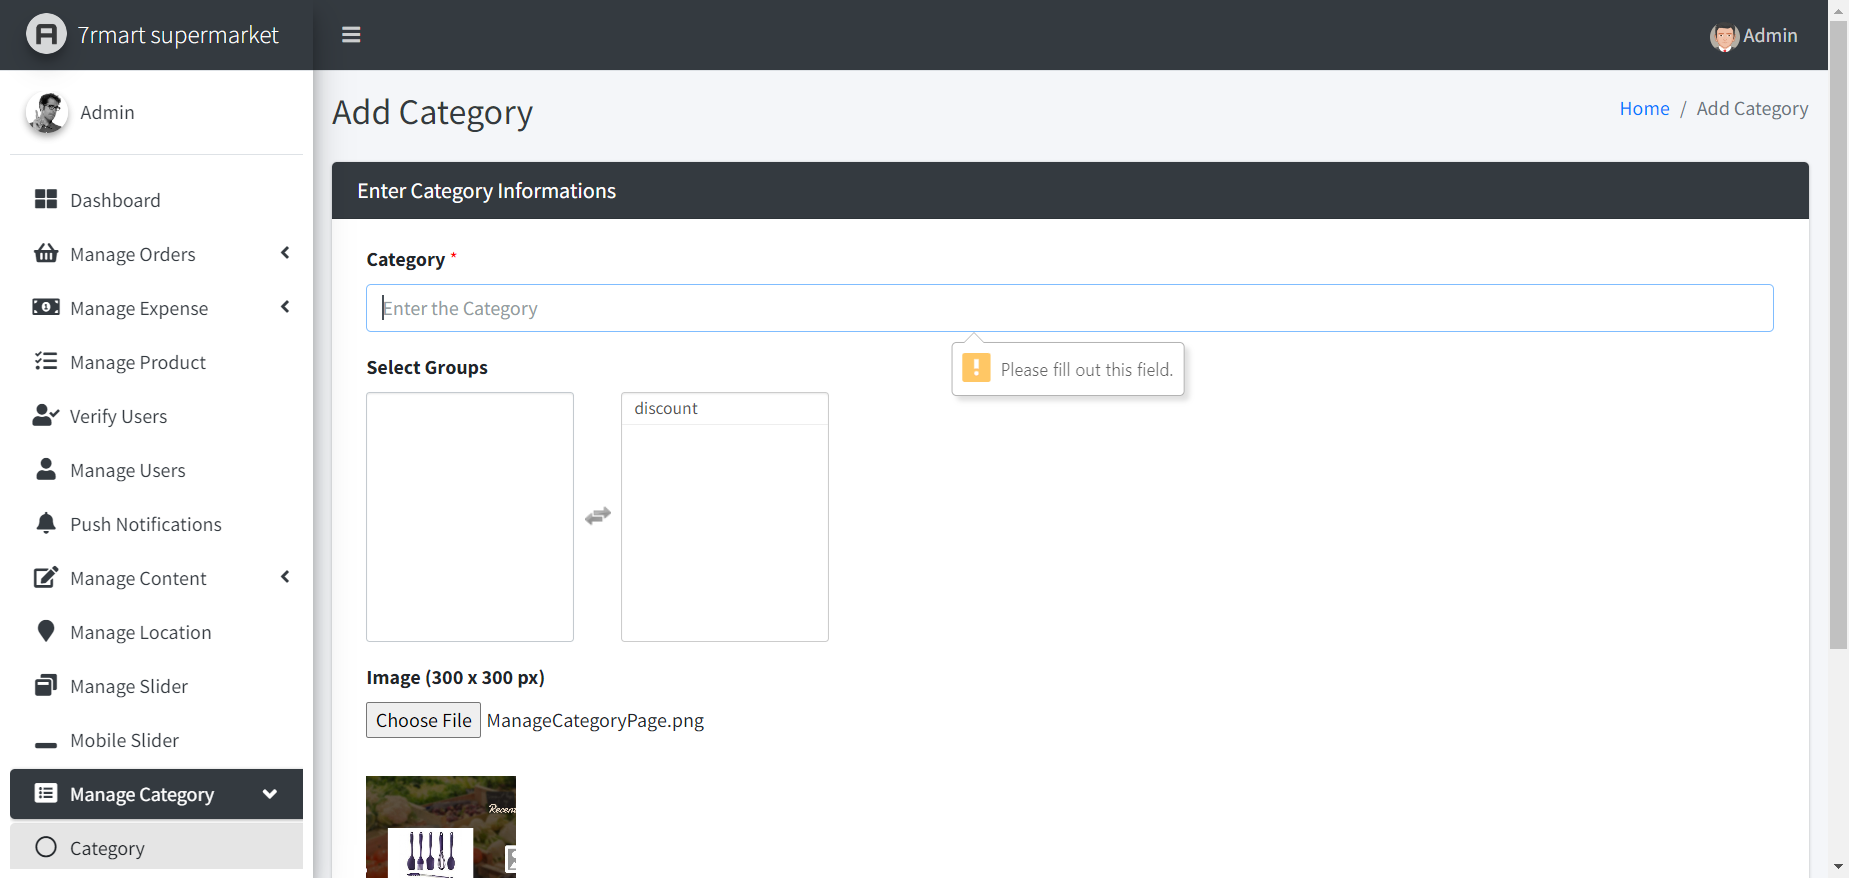 7rmart supermarket
Admin
Admin
Add Category
Home / Add Category
Dashboard
Manage Orders
Manage Expense
Manage Product
Verify Users
Manage Users
Push Notifications
Manage Content
Manage Location
Manage Slider
Mobile Slider
Manage Category
Category
Enter Category Informations
Category *
Enter the Category
Please fill out this field.
Select Groups
discount
Image (300 x 300 px)
Choose File ManageCategoryPage.png